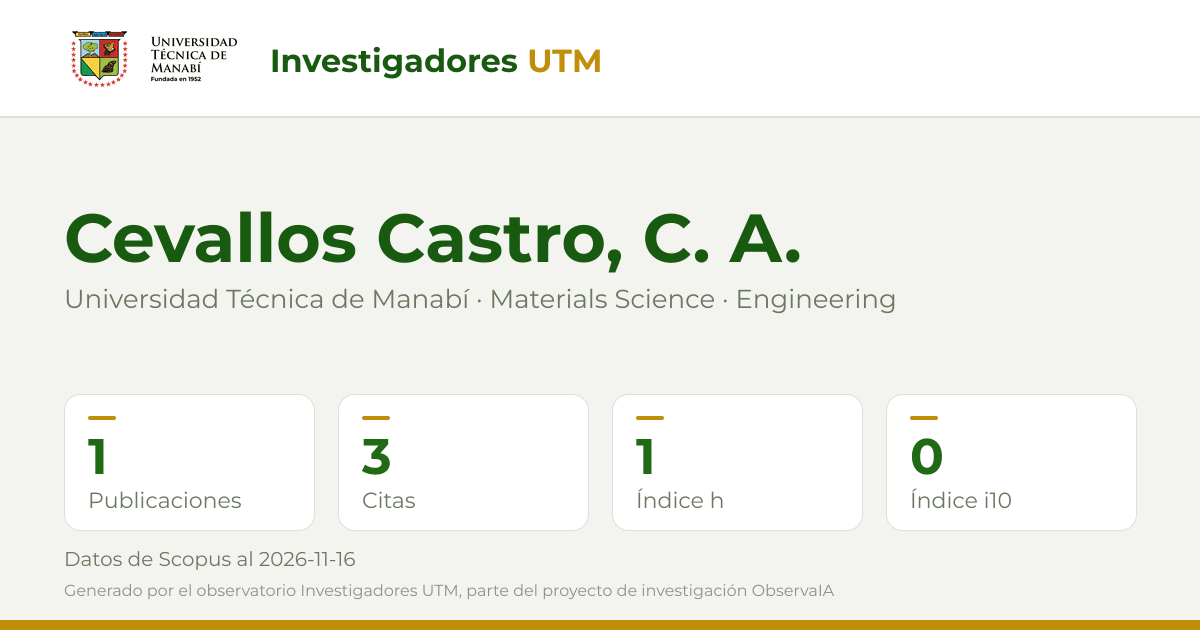 UNIVERSIDAD
TÉCNICA DE
MANABÍ
Fundada en 1952
Investigadores UTM
Cevallos Castro, C. A.
Universidad Técnica de Manabí · Materials Science · Engineering
1
Publicaciones
3
Citas
1
Índice h
0
Índice i10
Datos de Scopus al 2026-11-16
Generado por el observatorio Investigadores UTM, parte del proyecto de investigación ObservaIA